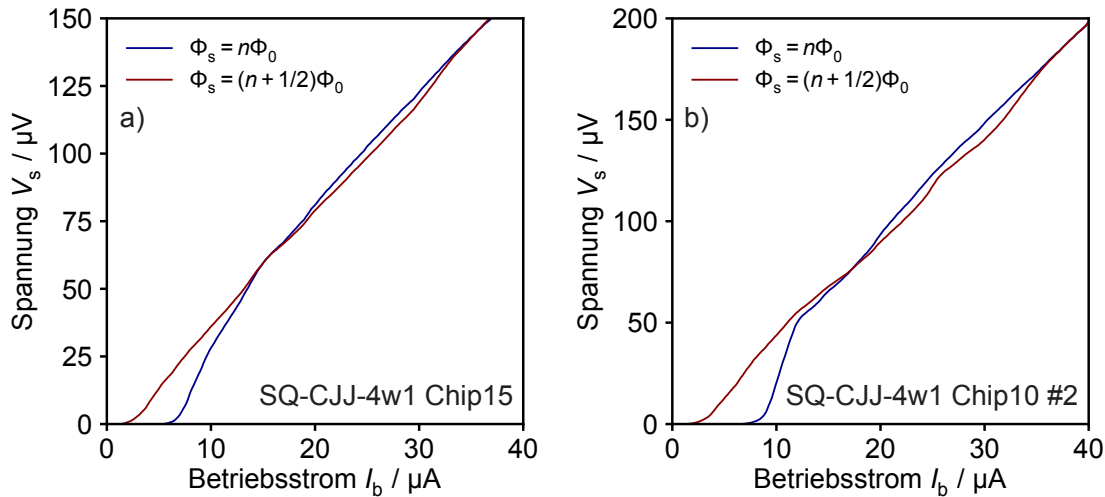 150
125
100
75
50
25
0
0
10
20
30
40
Spannung Vs / µV
Betriebsstrom Ib / µA
Φs = nΦ0
Φs = (n + 1/2)Φ0
a)
SQ-CJJ-4w1 Chip15
200
150
100
50
0
0
10
20
30
40
Spannung Vs / µV
Betriebsstrom Ib / µA
Φs = nΦ0
Φs = (n + 1/2)Φ0
b)
SQ-CJJ-4w1 Chip10 #2